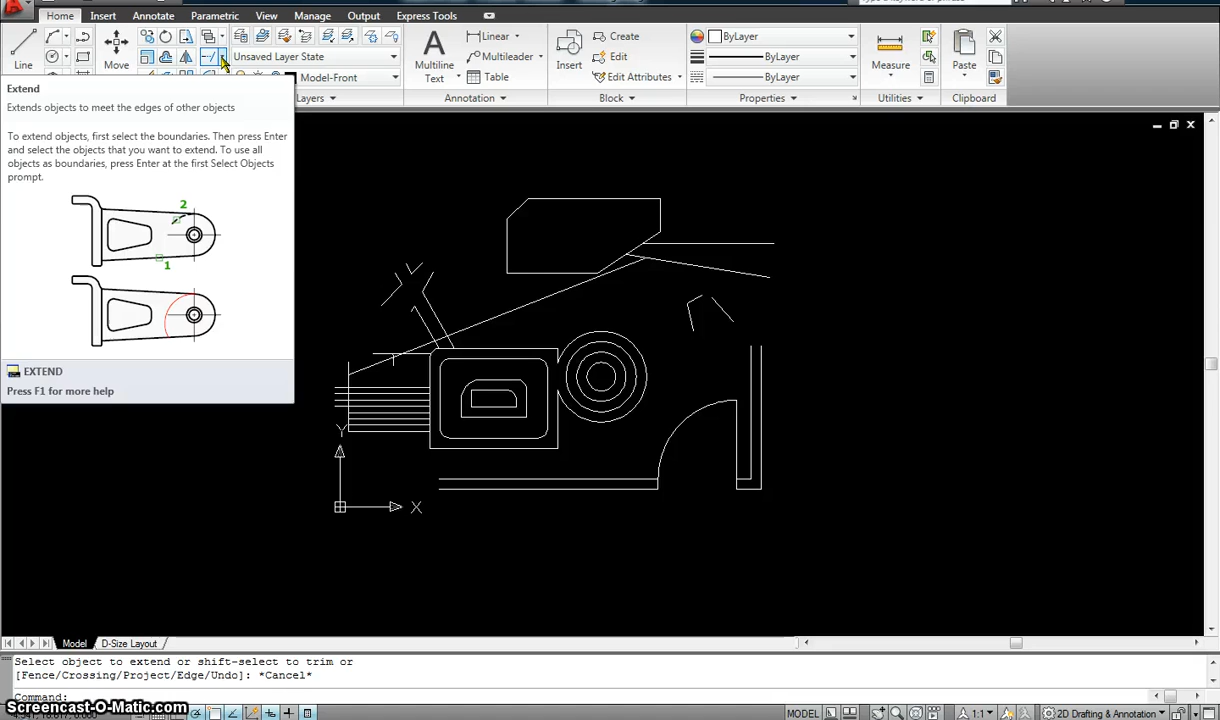 Home Insert Annotate Parametric View Manage Output Express Tools
Line
Move
Unsaved Layer State
Model-Front
Layers
Multiline
Text
Linear
Multileader
Table
Annotation
Insert
Create
Edit
Edit Attributes
Block
ByLayer
ByLayer
ByLayer
Properties
Measure
Utilities
Paste
Clipboard
Extend
Extends objects to meet the edges of other objects
To extend objects, first select the boundaries. Then press Enter
and select the objects that you want to extend. To use all
objects as boundaries, press Enter at the first Select Objects
prompt.
2
1
EXTEND
Press F1 for more help
Y
X
Model D-Size Layout
Select object to extend or shift-select to trim or
[Fence/Crossing/Project/Edge/Undo]: *Cancel*
Command:
Screencast-O-Matic.com
MODEL
1:1
2D Drafting & Annotation